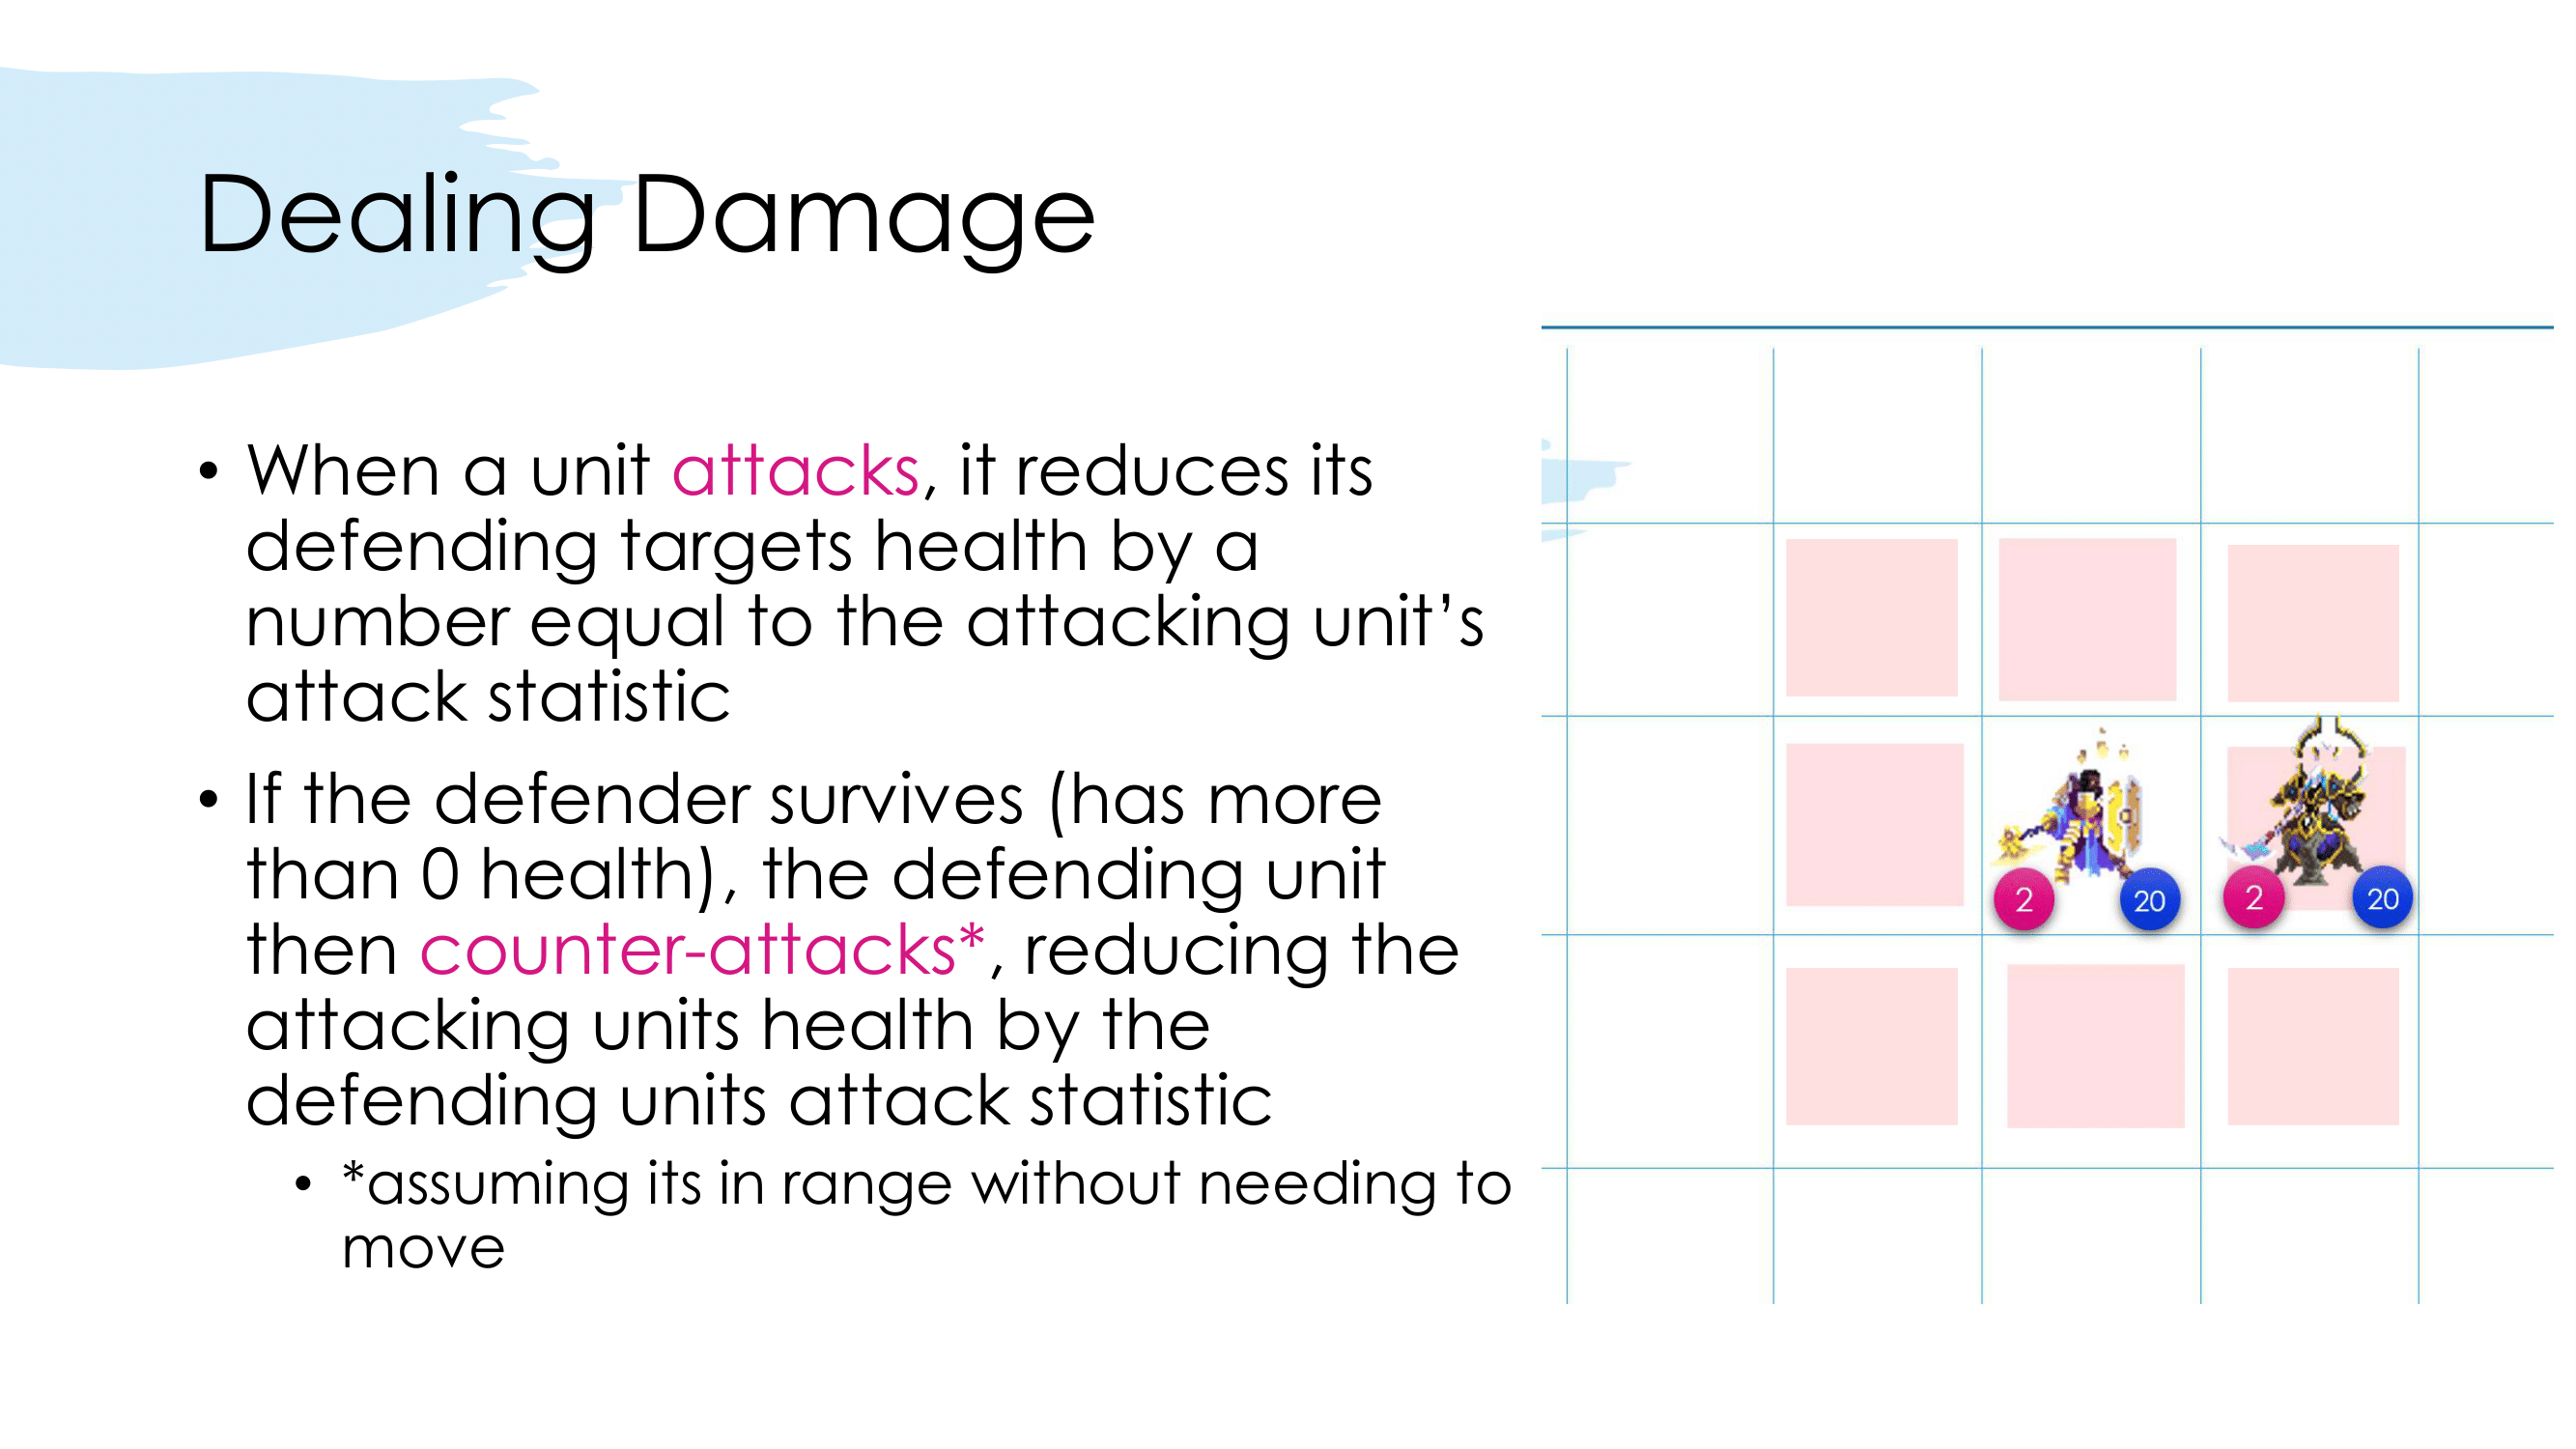 Dealing Damage
• When a unit attacks, it reduces its
defending targets health by a
number equal to the attacking unit’s
attack statistic
• If the defender survives (has more
than 0 health), the defending unit
then counter-attacks*, reducing the
attacking units health by the
defending units attack statistic
• *assuming its in range without needing to
move
2 20 2 20